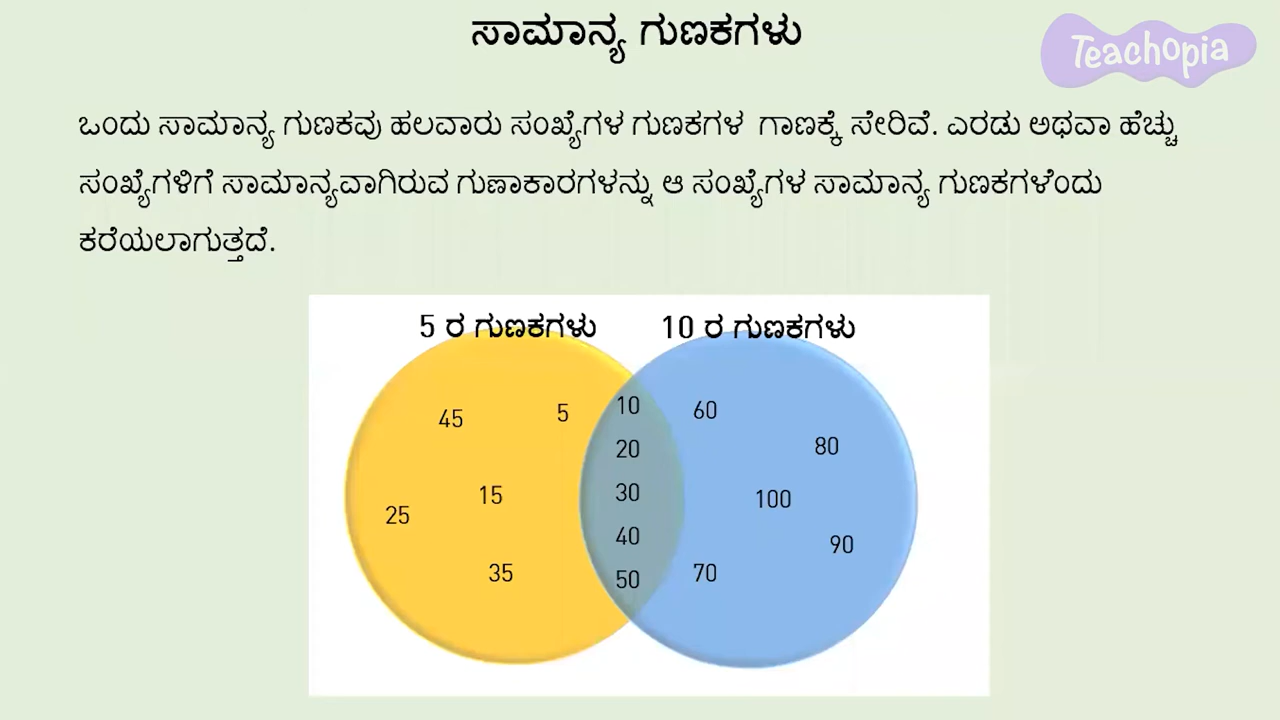 ಸಾಮಾನ್ಯ ಗುಣಕಗಳು
Teachopia
ಒಂದು ಸಾಮಾನ್ಯ ಗುಣಕವು ಹಲವಾರು ಸಂಖ್ಯೆಗಳ ಗುಣಕಗಳ ಗಾಣಕ್ಕೆ ಸೇರಿವೆ. ಎರಡು ಅಥವಾ ಹೆಚ್ಚು
ಸಂಖ್ಯೆಗಳಿಗೆ ಸಾಮಾನ್ಯವಾಗಿರುವ ಗುಣಾಕಾರಗಳನ್ನು ಆ ಸಂಖ್ಯೆಗಳ ಸಾಮಾನ್ಯ ಗುಣಕಗಳೆಂದು
ಕರೆಯಲಾಗುತ್ತದೆ.
5 ರ ಗುಣಕಗಳು
10 ರ ಗುಣಕಗಳು
45
5
15
25
35
10
20
30
40
50
60
80
100
90
70